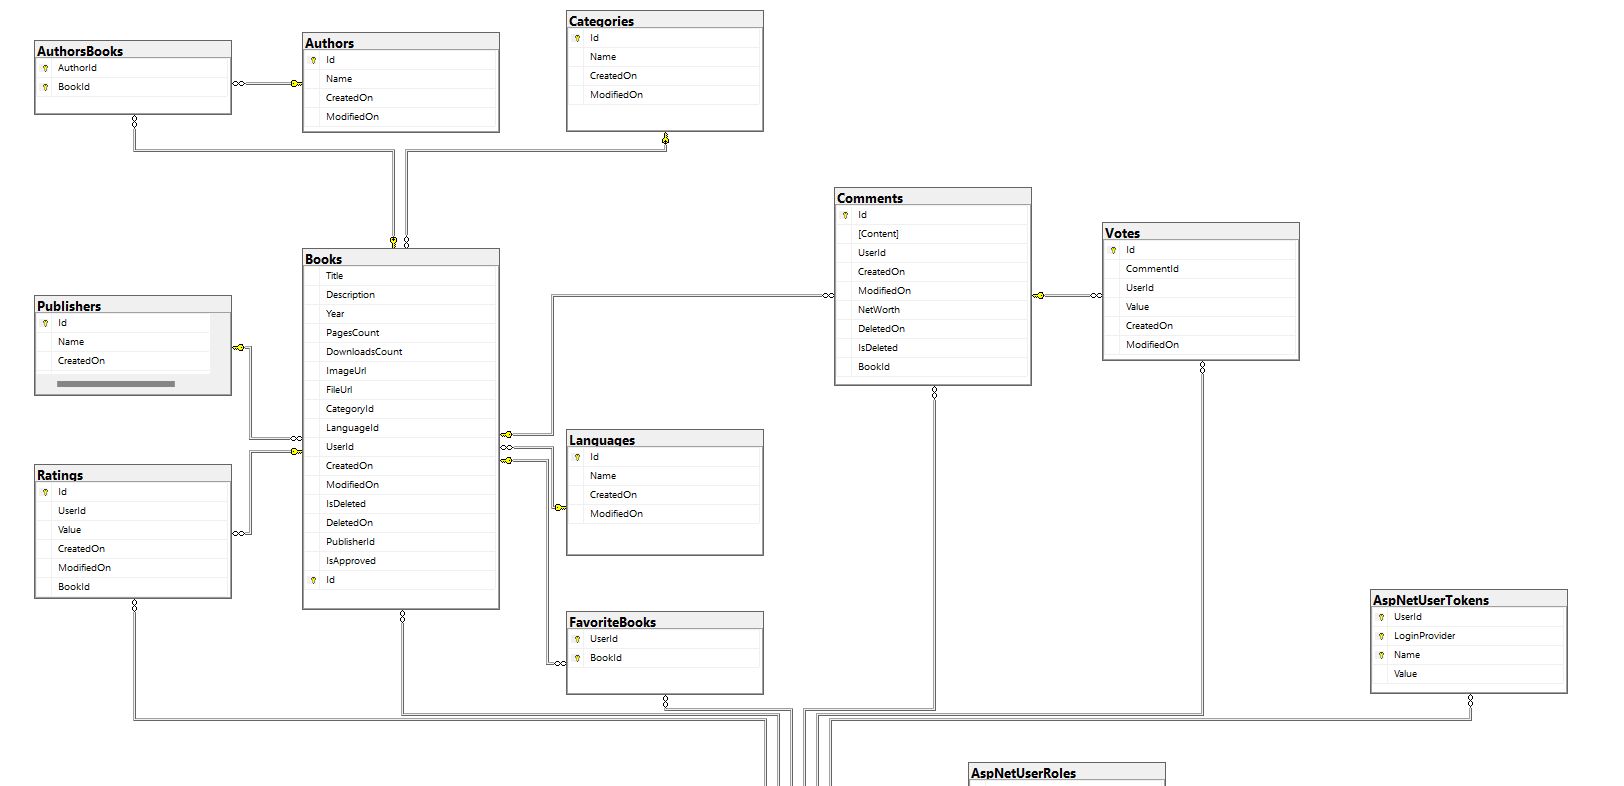 AuthorsBooks
AuthorId
BookId
Authors
Id
Name
CreatedOn
ModifiedOn
Categories
Id
Name
CreatedOn
ModifiedOn
Comments
Id
[Content]
UserId
CreatedOn
ModifiedOn
NetWorth
DeletedOn
IsDeleted
BookId
Votes
Id
CommentId
UserId
Value
CreatedOn
ModifiedOn
Books
Title
Description
Year
PagesCount
DownloadsCount
ImageUrl
FileUrl
CategoryId
LanguageId
UserId
CreatedOn
ModifiedOn
IsDeleted
DeletedOn
PublisherId
IsApproved
Id
Publishers
Id
Name
CreatedOn
Languages
Id
Name
CreatedOn
ModifiedOn
Ratings
Id
UserId
Value
CreatedOn
ModifiedOn
BookId
FavoriteBooks
UserId
BookId
AspNetUserTokens
UserId
LoginProvider
Name
Value
AspNetUserRoles